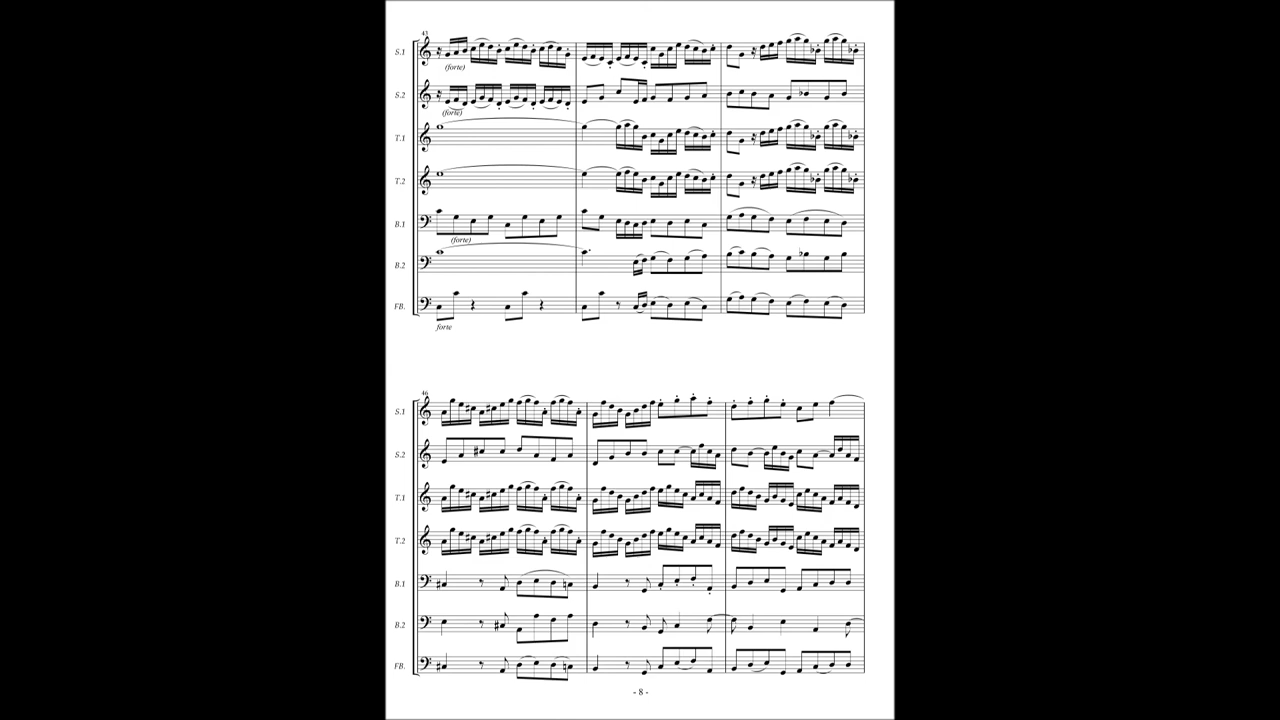 43
S.1
(forte)
S.2
(forte)
T.1
T.2
B.1
(forte)
B.2
FB.
forte
46
S.1
S.2
T.1
T.2
B.1
B.2
FB.
- 8 -